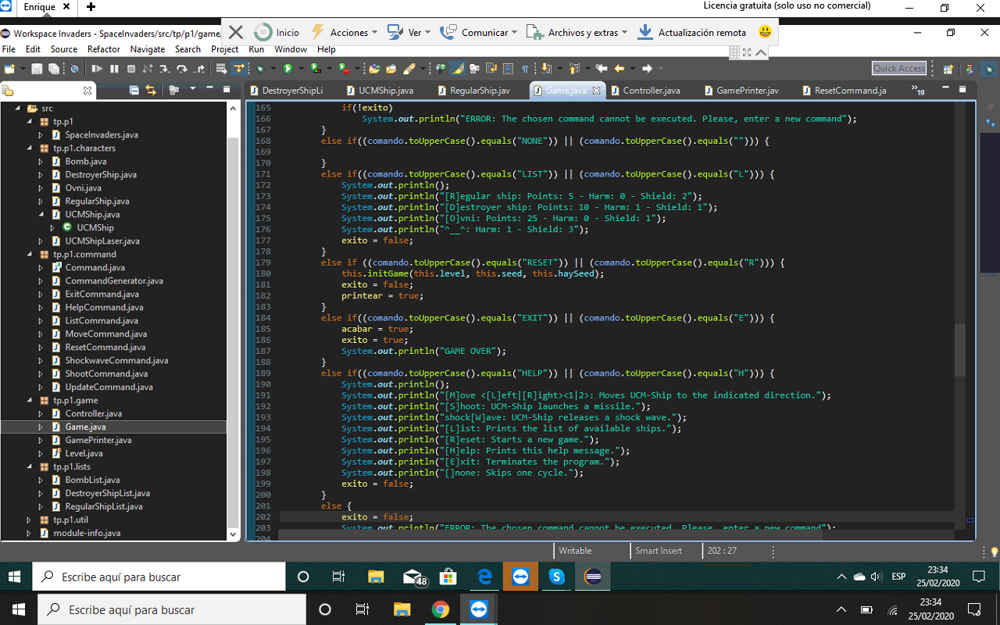 Enrique
Licencia gratuita (solo uso no comercial)
Workspace Invaders - SpaceInvaders/src/tp/p1/game/
Inicio Acciones Ver Comunicar Archivos y extras Actualización remota
File Edit Source Refactor Navigate Search Project Run Window Help
Quick Access
DestroyerShipLi UCMShip.java RegularShip.jav Game.java Controller.java GamePrinter.jav ResetCommand.ja »19
src
tp.p1
SpaceInvaders.java
tp.p1.characters
Bomb.java
DestroyerShip.java
Ovni.java
RegularShip.java
UCMShip.java
UCMShip
UCMShipLaser.java
tp.p1.command
Command.java
CommandGenerator.java
ExitCommand.java
HelpCommand.java
ListCommand.java
MoveCommand.java
ResetCommand.java
ShockwaveCommand.java
ShootCommand.java
UpdateCommand.java
tp.p1.game
Controller.java
Game.java
GamePrinter.java
Level.java
tp.p1.lists
BombList.java
DestroyerShipList.java
RegularShipList.java
tp.p1.util
module-info.java
165 if(!exito)
166 System.out.println("ERROR: The chosen command cannot be executed. Please, enter a new command");
167 }
168 else if((comando.toUpperCase().equals("NONE")) || (comando.toUpperCase().equals(""))) {
169
170 }
171 else if((comando.toUpperCase().equals("LIST")) || (comando.toUpperCase().equals("L"))) {
172 System.out.println();
173 System.out.println("[R]egular ship: Points: 5 - Harm: 0 - Shield: 2");
174 System.out.println("[D]estroyer ship: Points: 10 - Harm: 1 - Shield: 1");
175 System.out.println("[O]vni: Points: 25 - Harm: 0 - Shield: 1");
176 System.out.println("^__^: Harm: 1 - Shield: 3");
177 exito = false;
178 }
179 else if ((comando.toUpperCase().equals("RESET")) || (comando.toUpperCase().equals("R"))) {
180 this.initGame(this.level, this.seed, this.haySeed);
181 exito = false;
182 printear = true;
183 }
184 else if((comando.toUpperCase().equals("EXIT")) || (comando.toUpperCase().equals("E"))) {
185 acabar = true;
186 exito = true;
187 System.out.println("GAME OVER");
188 }
189 else if((comando.toUpperCase().equals("HELP")) || (comando.toUpperCase().equals("H"))) {
190 System.out.println();
191 System.out.println("[M]ove <[L]eft|[R]ight><1|2>: Moves UCM-Ship to the indicated direction.");
192 System.out.println("[S]hoot: UCM-Ship launches a missile.");
193 System.out.println("shock[W]ave: UCM-Ship releases a shock wave.");
194 System.out.println("[L]ist: Prints the list of available ships.");
195 System.out.println("[R]eset: Starts a new game.");
196 System.out.println("[H]elp: Prints this help message.");
197 System.out.println("[E]xit: Terminates the program.");
198 System.out.println("[]none: Skips one cycle.");
199 exito = false;
200 }
201 else {
202 exito = false;
203 System.out.println("ERROR: The chosen command cannot be executed. Please, enter a new command");
204
Writable Smart Insert 202 : 27
Escribe aquí para buscar 48 ESP 23:34
25/02/2020
Escribe aquí para buscar 23:34
25/02/2020